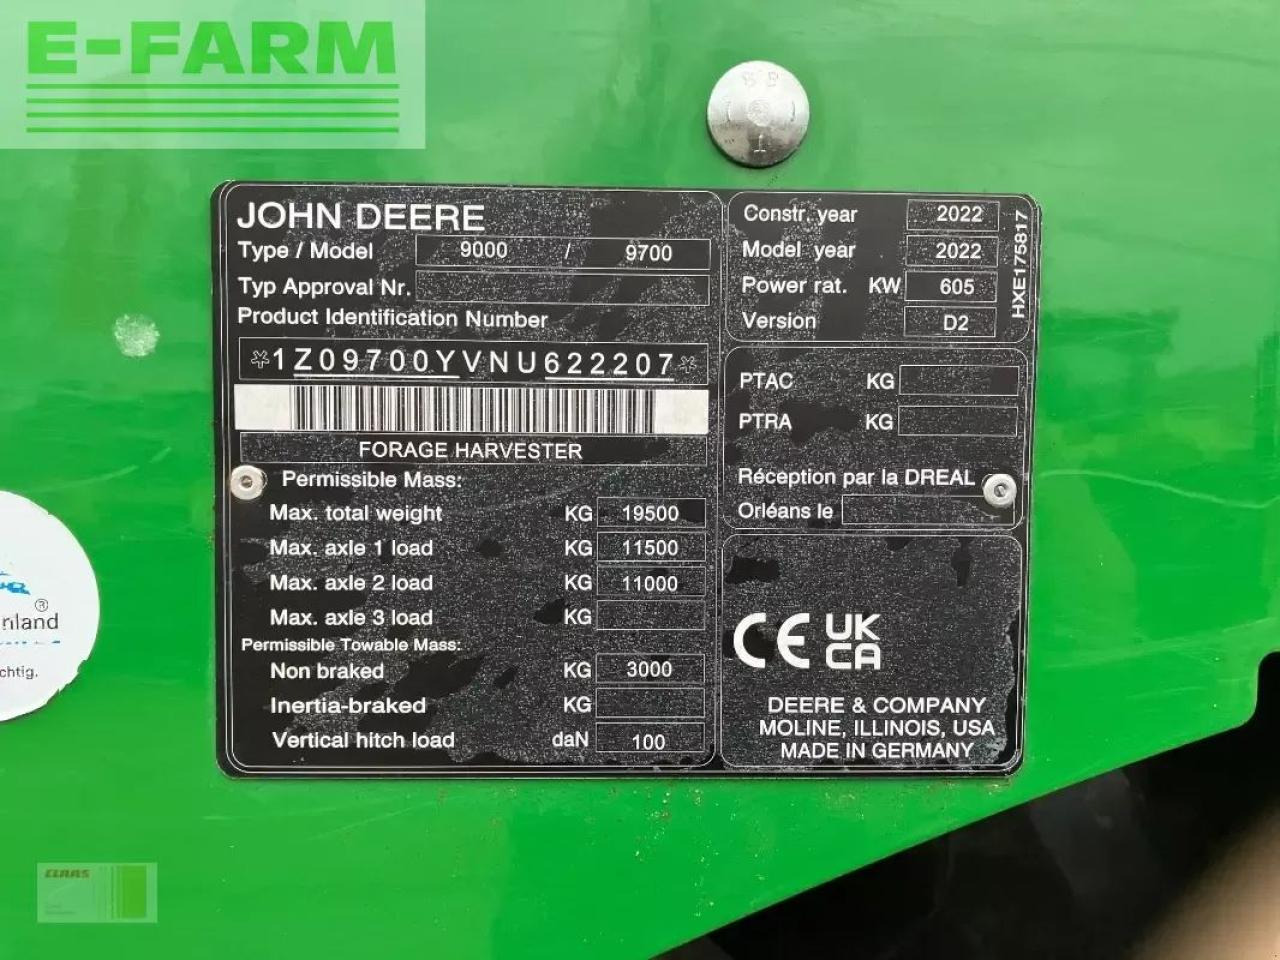 E-FARM
JOHN DEERE
Type / Model 9000 / 9700
Typ Approval Nr.
Product Identification Number
*1Z09700YVNU622207*
FORAGE HARVESTER
Permissible Mass:
Max. total weight KG 19500
Max. axle 1 load KG 11500
Max. axle 2 load KG 11000
Max. axle 3 load KG
Permissible Towable Mass:
Non braked KG 3000
Inertia-braked KG
Vertical hitch load daN 100
Constr. year 2022
Model year 2022
Power rat. KW 605
Version D2
HXE175817
PTAC KG
PTRA KG
Réception par la DREAL
Orléans le
CE UK
CA
DEERE & COMPANY
MOLINE, ILLINOIS, USA
MADE IN GERMANY
®
nland
chtig.
CLAAS